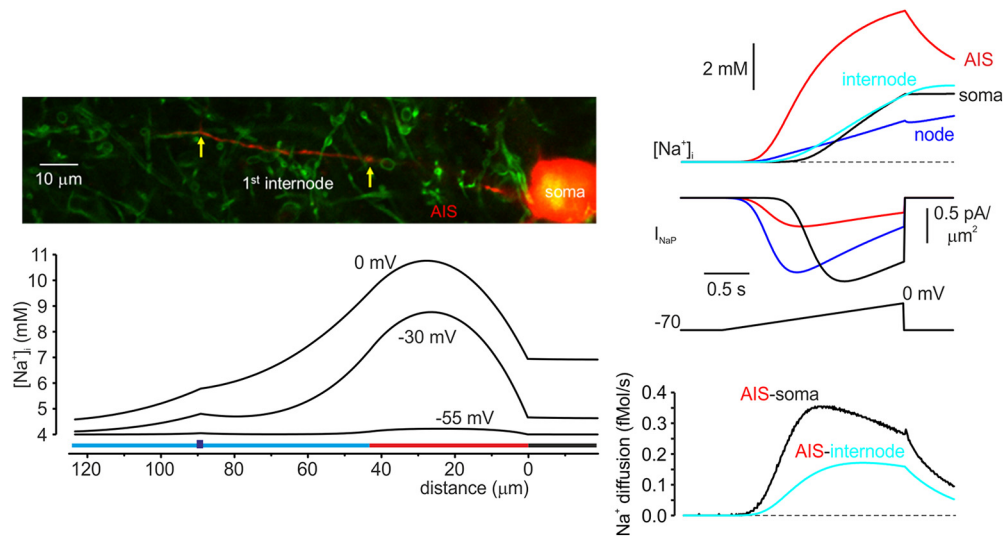 10 μm
1st internode
AIS
soma
[Na+]i (mM)
11
10
9
8
7
6
5
4
0 mV
-30 mV
-55 mV
120 100 80 60 40 20 0
distance (μm)
2 mM
AIS
internode
soma
node
[Na+]i
INaP
0.5 pA/
μm²
0.5 s
0 mV
-70
Na+ diffusion (fMol/s)
0.4
0.3
0.2
0.1
0.0
AIS-soma
AIS-internode